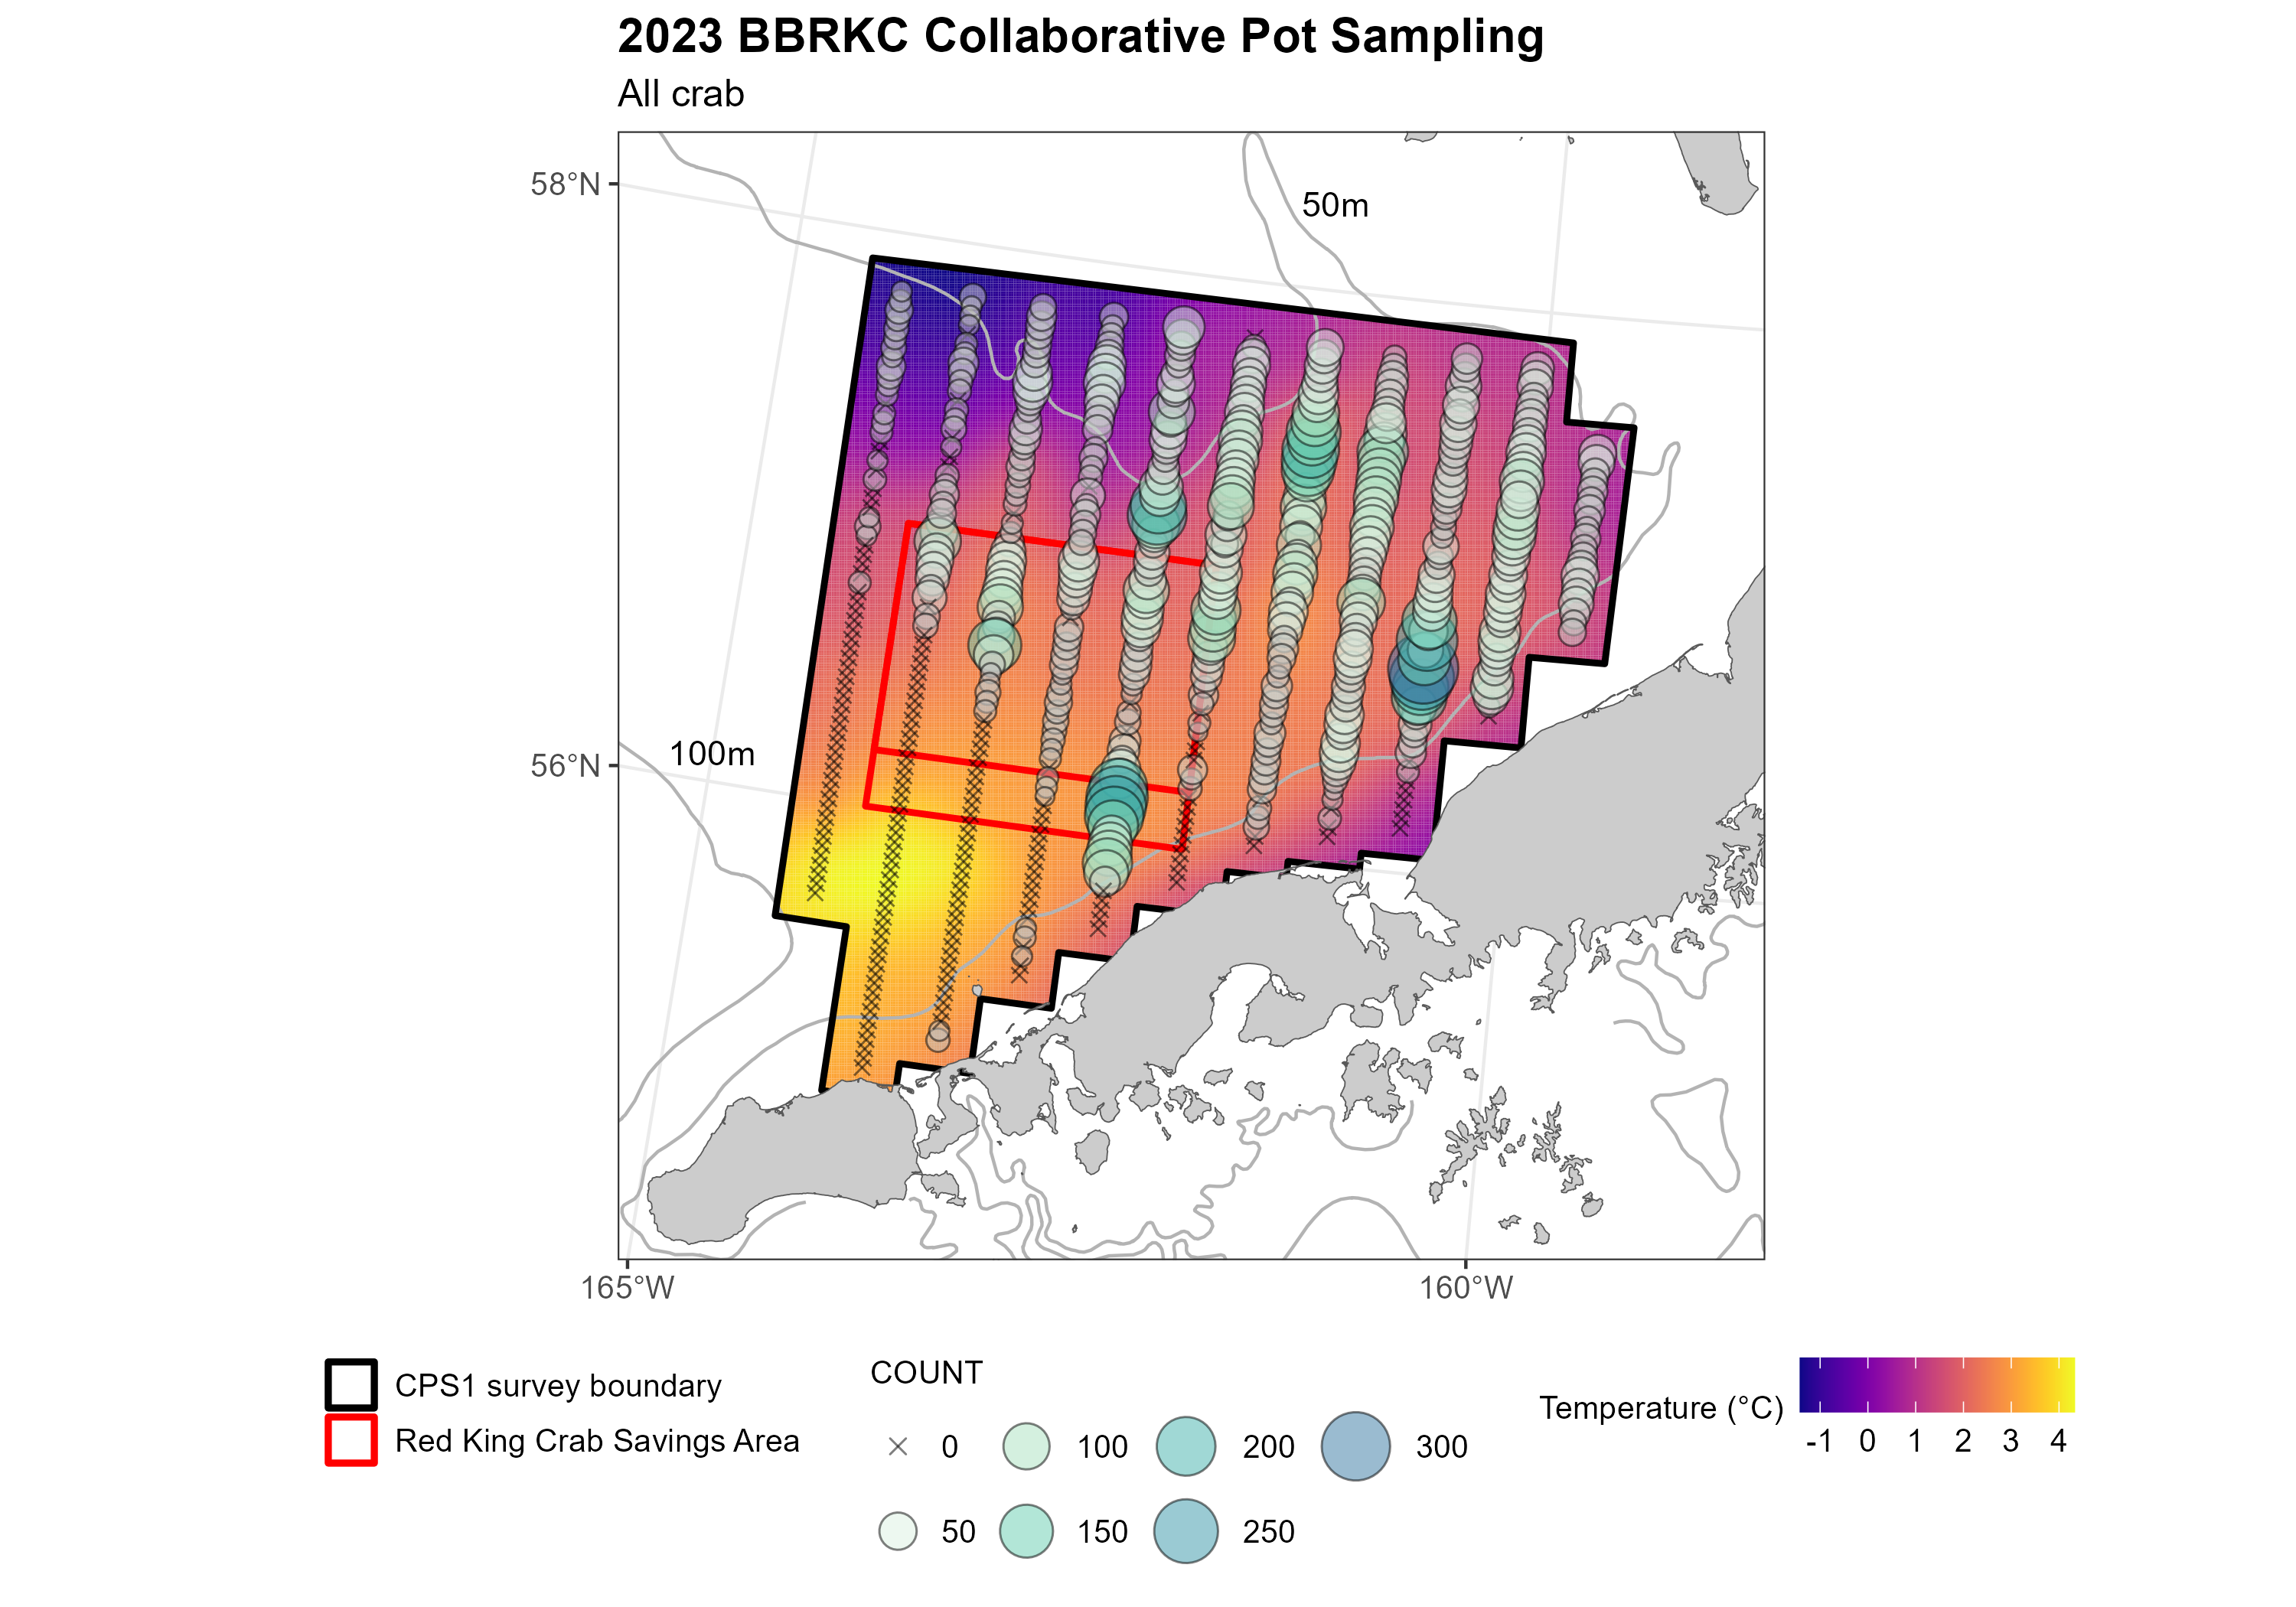 2023 BBRKC Collaborative Pot Sampling
All crab
58°N
50m
56°N
100m
165°W 160°W
CPS1 survey boundary
Red King Crab Savings Area
COUNT
0 100 200 300
50 150 250
Temperature (°C)
-1 0 1 2 3 4